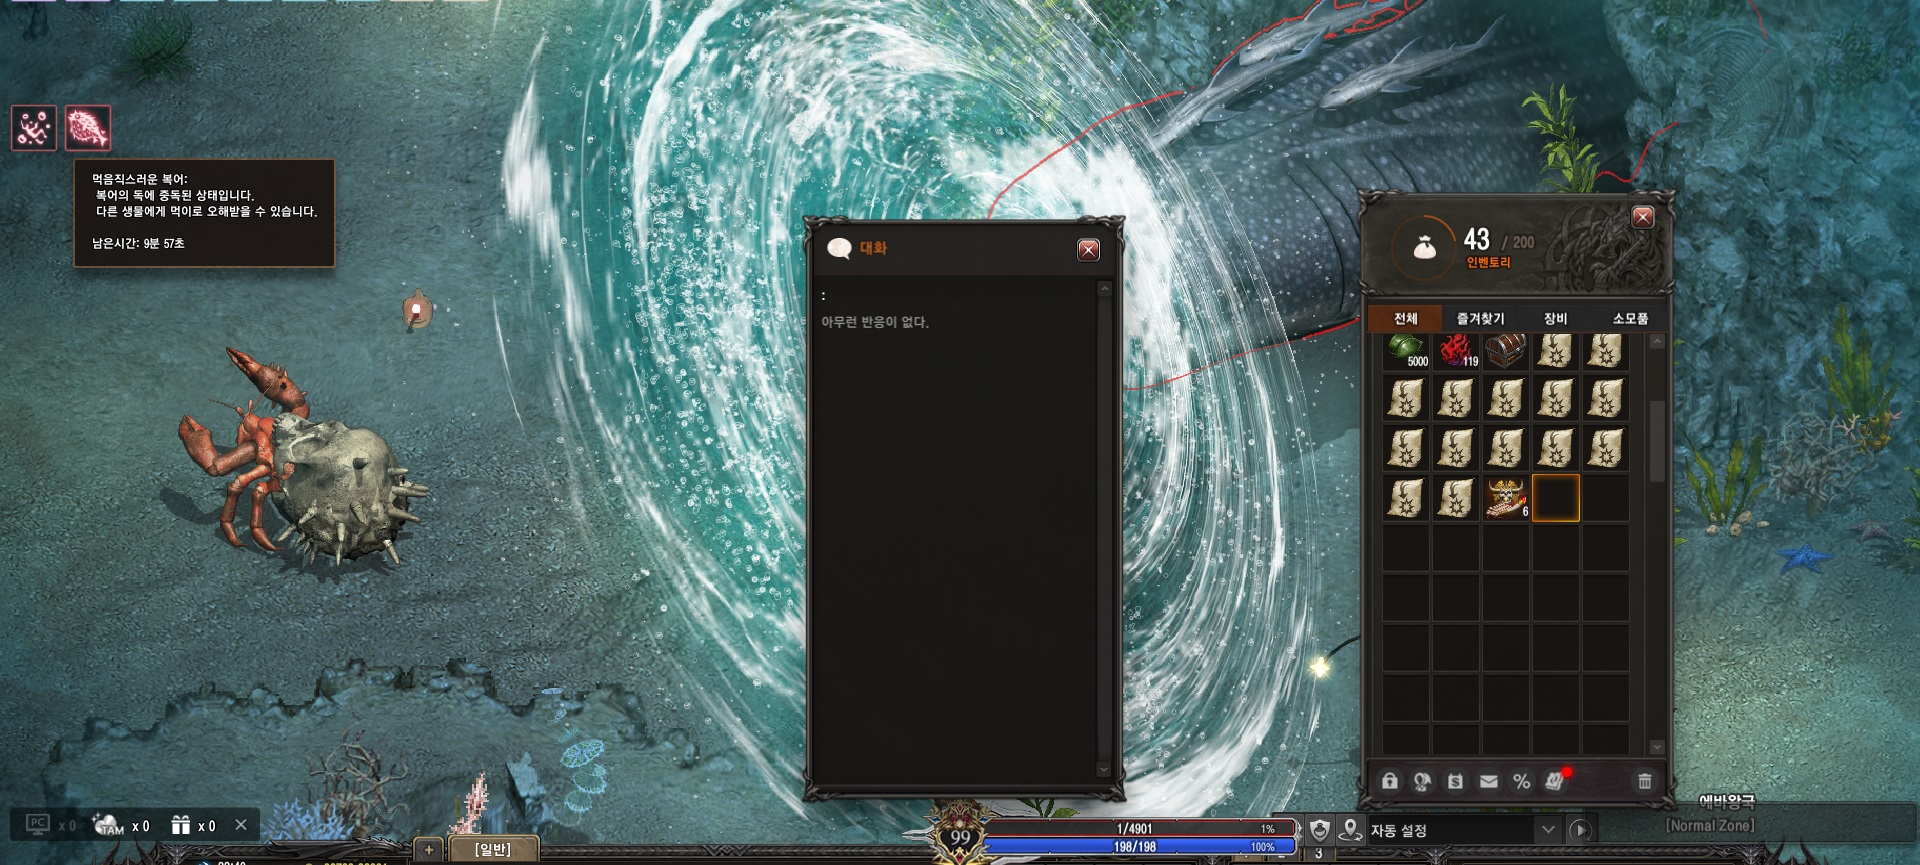 먹음직스러운 복어:
복어의 독에 중독된 상태입니다.
다른 생물에게 먹이로 오해받을 수 있습니다.
남은시간: 9분 57초
대화
:
아무런 반응이 없다.
43 / 200
인벤토리
전체 즐겨찾기 장비 소모품
5000 119
6
PC x 0 TAM x 0 x 0
+ [일반]
99
1/4901 1%
198/198 100%
자동 설정
3
에바왕국
[Normal Zone]